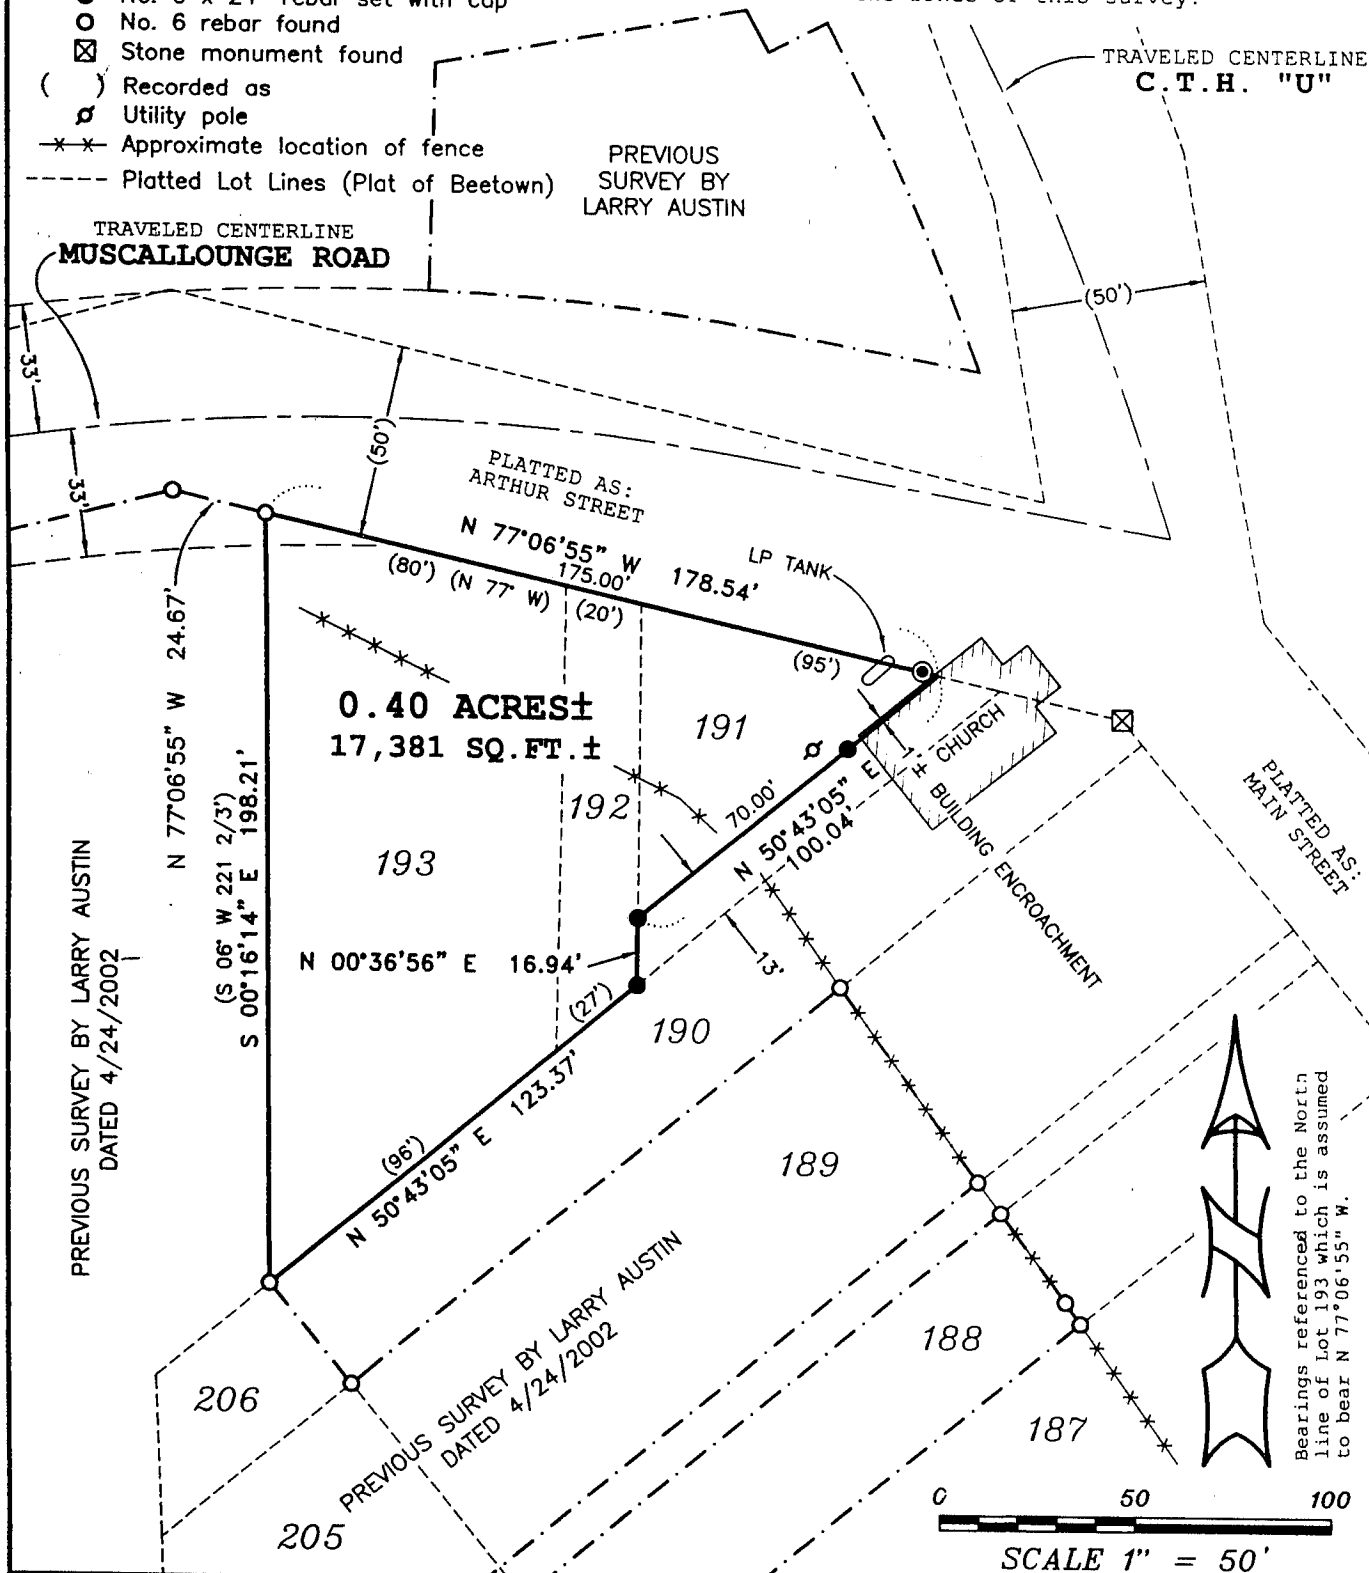 No. 6 rebar found
Stone monument found
( ) Recorded as
Utility pole
Approximate location of fence
Platted Lot Lines (Plat of Beetown)
of this survey.
TRAVELED CENTERLINE
C.T.H. "U"
PREVIOUS
SURVEY BY
LARRY AUSTIN
TRAVELED CENTERLINE
MUSCALLOUNGE ROAD
(50')
33'
(50')
33'
PLATTED AS:
ARTHUR STREET
N 77°06'55" W 178.54'
175.00'
(80') (N 77° W) (20')
(95')
LP TANK
N 77°06'55" W 24.67'
(S 06° W 221 2/3')
S 00°16'14" E 198.21'
0.40 ACRES±
17,381 SQ.FT.±
191
192
193
CHURCH
1'± BUILDING ENCROACHMENT
70.00'
N 50°43'05" E
100.04'
PLATTED AS:
MAIN STREET
PREVIOUS SURVEY BY LARRY AUSTIN
DATED 4/24/2002
N 00°36'56" E 16.94'
13'
(27')
190
(96')
N 50°43'05" E 123.37'
189
188
187
206
205
PREVIOUS SURVEY BY LARRY AUSTIN
DATED 4/24/2002
N
Bearings referenced to the North
line of Lot 193 which is assumed
to bear N 77°06'55" W.
0 50 100
SCALE 1" = 50'